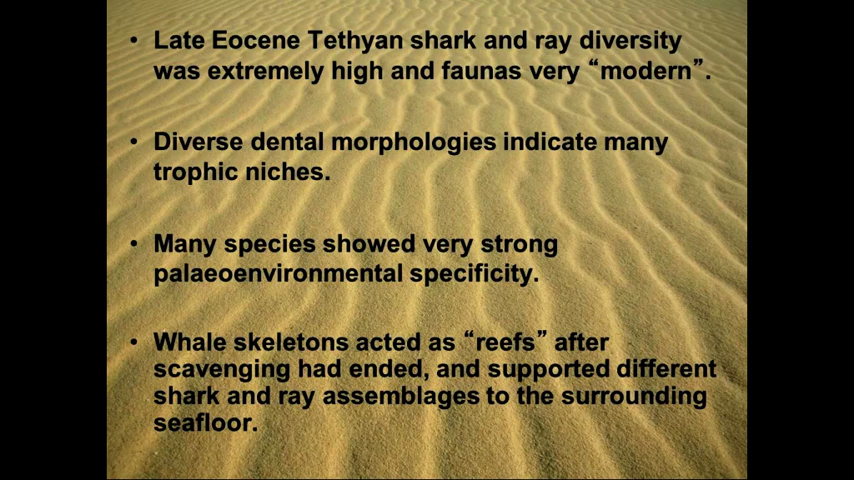 • Late Eocene Tethyan shark and ray diversity
was extremely high and faunas very “modern”.
• Diverse dental morphologies indicate many
trophic niches.
• Many species showed very strong
palaeoenvironmental specificity.
• Whale skeletons acted as “reefs” after
scavenging had ended, and supported different
shark and ray assemblages to the surrounding
seafloor.